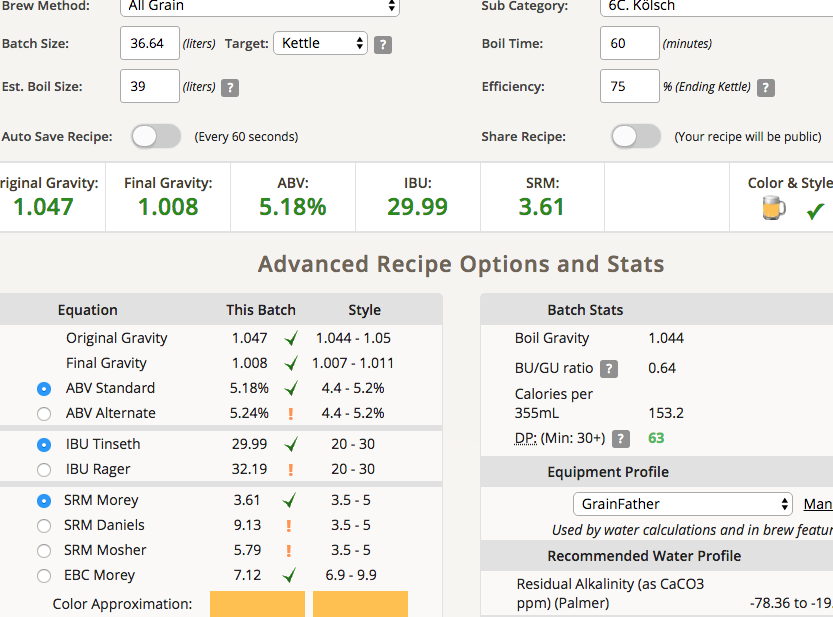 Brew Method: All Grain Sub Category: 6C. Kölsch
Batch Size: 36.64 (liters) Target: Kettle ? Boil Time: 60 (minutes)
Est. Boil Size: 39 (liters) ? Efficiency: 75 % (Ending Kettle) ?
Auto Save Recipe: (Every 60 seconds) Share Recipe: (Your recipe will be public)
riginal Gravity: Final Gravity: ABV: IBU: SRM: Color & Style
1.047 1.008 5.18% 29.99 3.61
Advanced Recipe Options and Stats
Equation This Batch Style
Original Gravity 1.047 1.044 - 1.05
Final Gravity 1.008 1.007 - 1.011
ABV Standard 5.18% 4.4 - 5.2%
ABV Alternate 5.24% ! 4.4 - 5.2%
IBU Tinseth 29.99 20 - 30
IBU Rager 32.19 ! 20 - 30
SRM Morey 3.61 3.5 - 5
SRM Daniels 9.13 ! 3.5 - 5
SRM Mosher 5.79 ! 3.5 - 5
EBC Morey 7.12 6.9 - 9.9
Color Approximation:
Batch Stats
Boil Gravity 1.044
BU/GU ratio ? 0.64
Calories per
355mL 153.2
DP: (Min: 30+) ? 63
Equipment Profile
GrainFather Man
Used by water calculations and in brew featur
Recommended Water Profile
Residual Alkalinity (as CaCO3
ppm) (Palmer) -78.36 to -19.